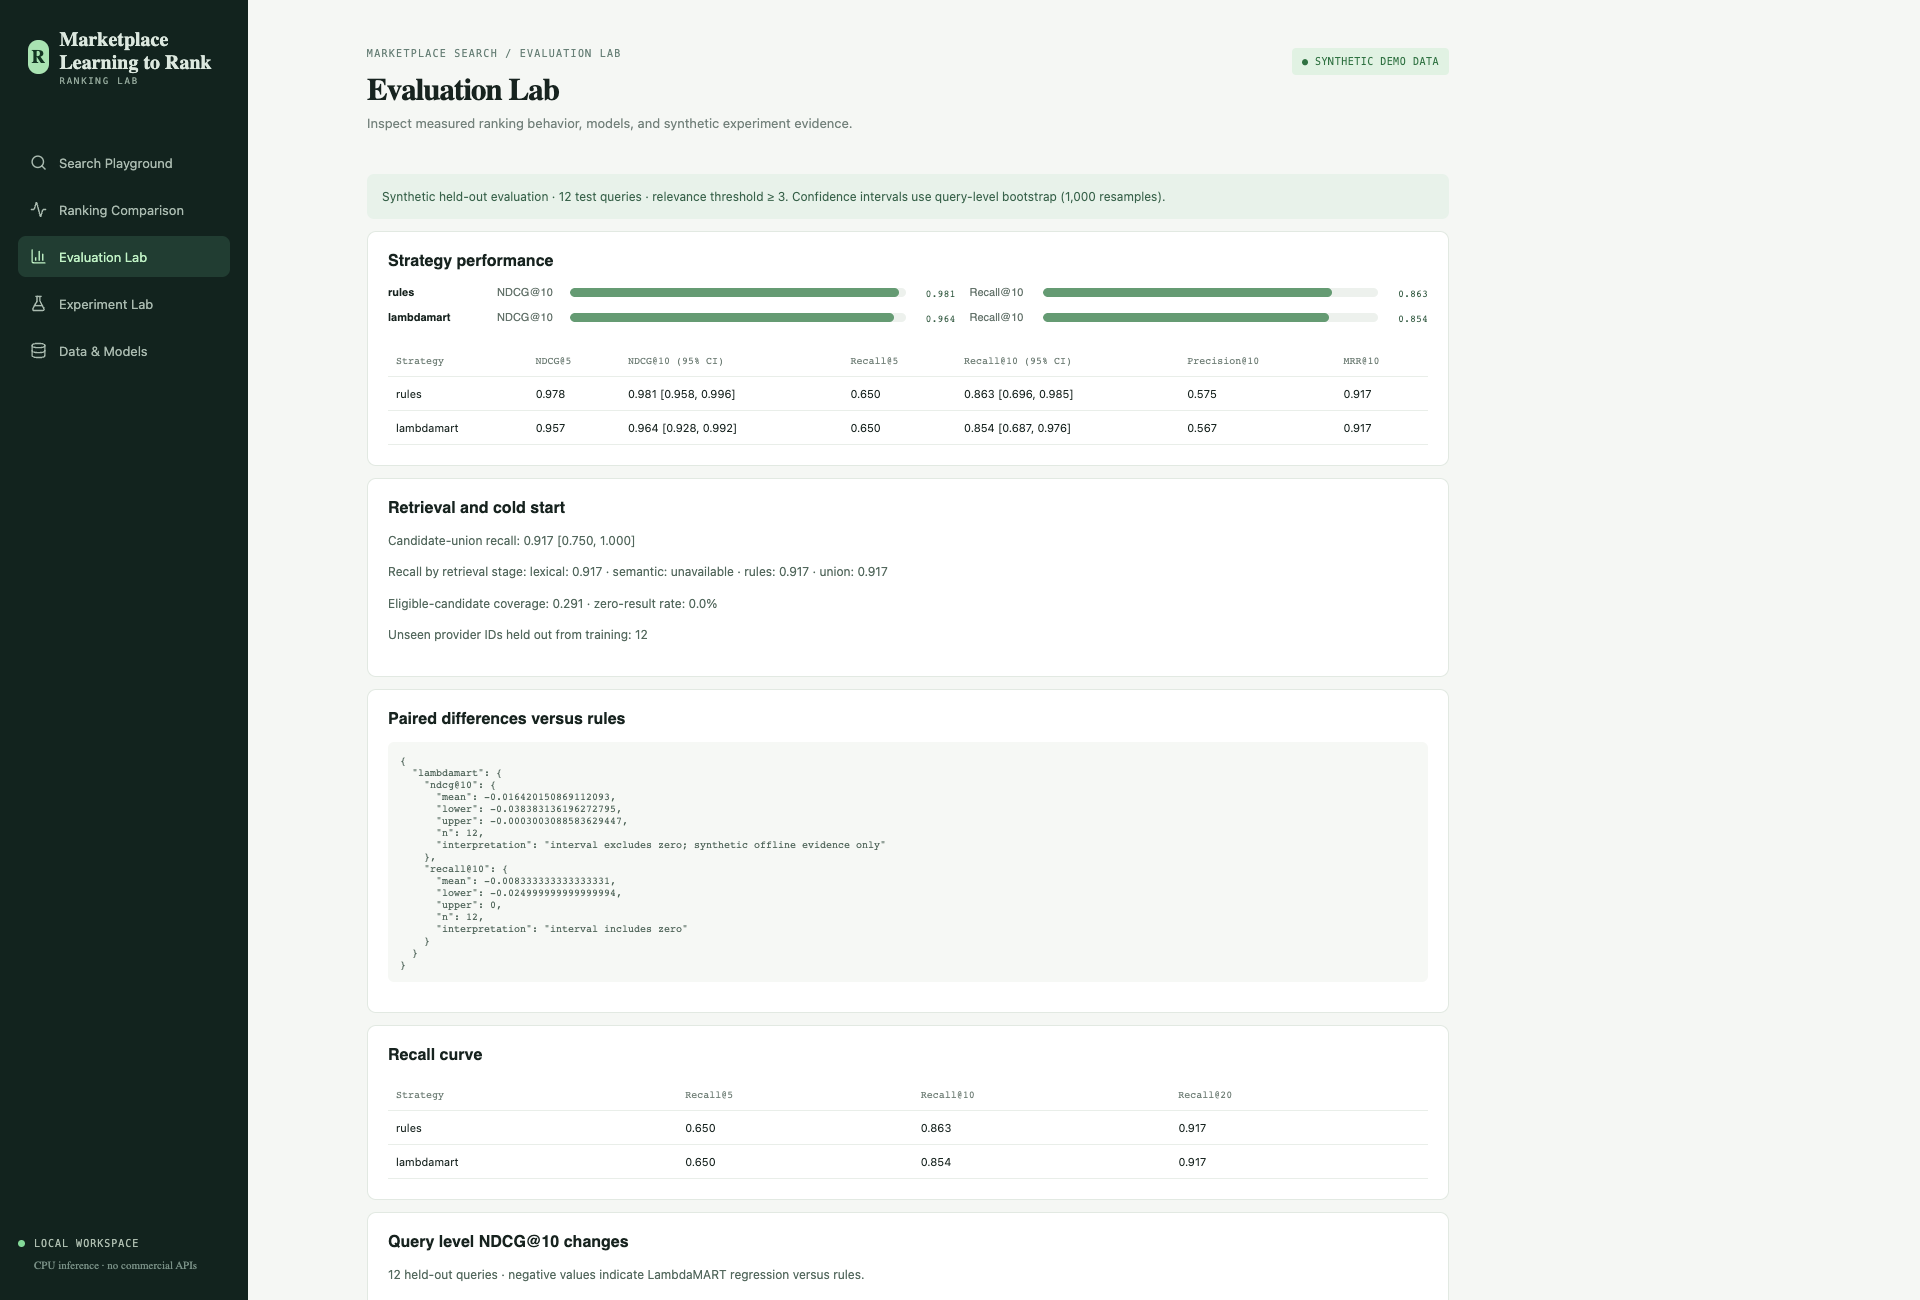 R
Marketplace
Learning to Rank
RANKING LAB
Search Playground
Ranking Comparison
Evaluation Lab
Experiment Lab
Data & Models
LOCAL WORKSPACE
CPU inference · no commercial APIs
MARKETPLACE SEARCH / EVALUATION LAB
Evaluation Lab
Inspect measured ranking behavior, models, and synthetic experiment evidence.
SYNTHETIC DEMO DATA
Synthetic held-out evaluation · 12 test queries · relevance threshold ≥ 3. Confidence intervals use query-level bootstrap (1,000 resamples).
Strategy performance
rules NDCG@10 0.981 Recall@10 0.863
lambdamart NDCG@10 0.964 Recall@10 0.854
Strategy NDCG@5 NDCG@10 (95% CI) Recall@5 Recall@10 (95% CI) Precision@10 MRR@10
rules 0.978 0.981 [0.958, 0.996] 0.650 0.863 [0.696, 0.985] 0.575 0.917
lambdamart 0.957 0.964 [0.928, 0.992] 0.650 0.854 [0.687, 0.976] 0.567 0.917
Retrieval and cold start
Candidate-union recall: 0.917 [0.750, 1.000]
Recall by retrieval stage: lexical: 0.917 · semantic: unavailable · rules: 0.917 · union: 0.917
Eligible-candidate coverage: 0.291 · zero-result rate: 0.0%
Unseen provider IDs held out from training: 12
Paired differences versus rules
{
"lambdamart": {
"ndcg@10": {
"mean": -0.016420150869112093,
"lower": -0.038383136196272795,
"upper": -0.0003003088583629447,
"n": 12,
"interpretation": "interval excludes zero; synthetic offline evidence only"
},
"recall@10": {
"mean": -0.008333333333333331,
"lower": -0.024999999999999994,
"upper": 0,
"n": 12,
"interpretation": "interval includes zero"
}
}
}
Recall curve
Strategy Recall@5 Recall@10 Recall@20
rules 0.650 0.863 0.917
lambdamart 0.650 0.854 0.917
Query level NDCG@10 changes
12 held-out queries · negative values indicate LambdaMART regression versus rules.